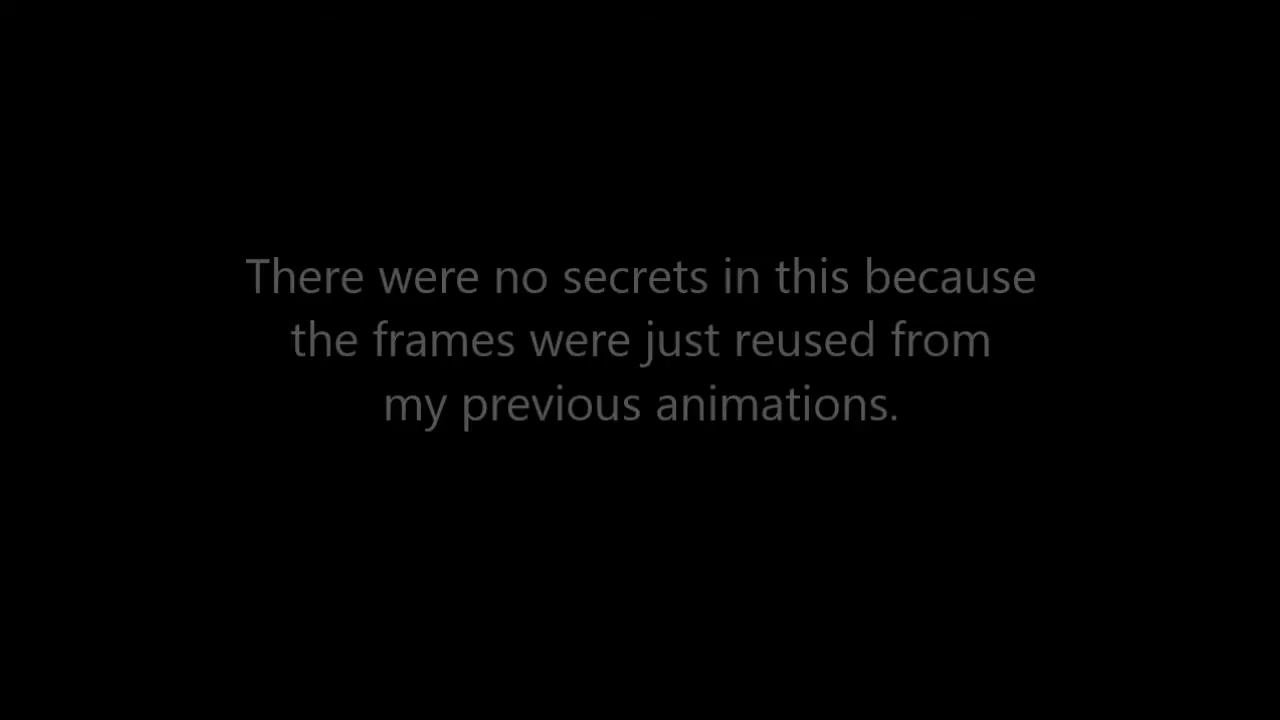 There were no secrets in this because
the frames were just reused from
my previous animations.